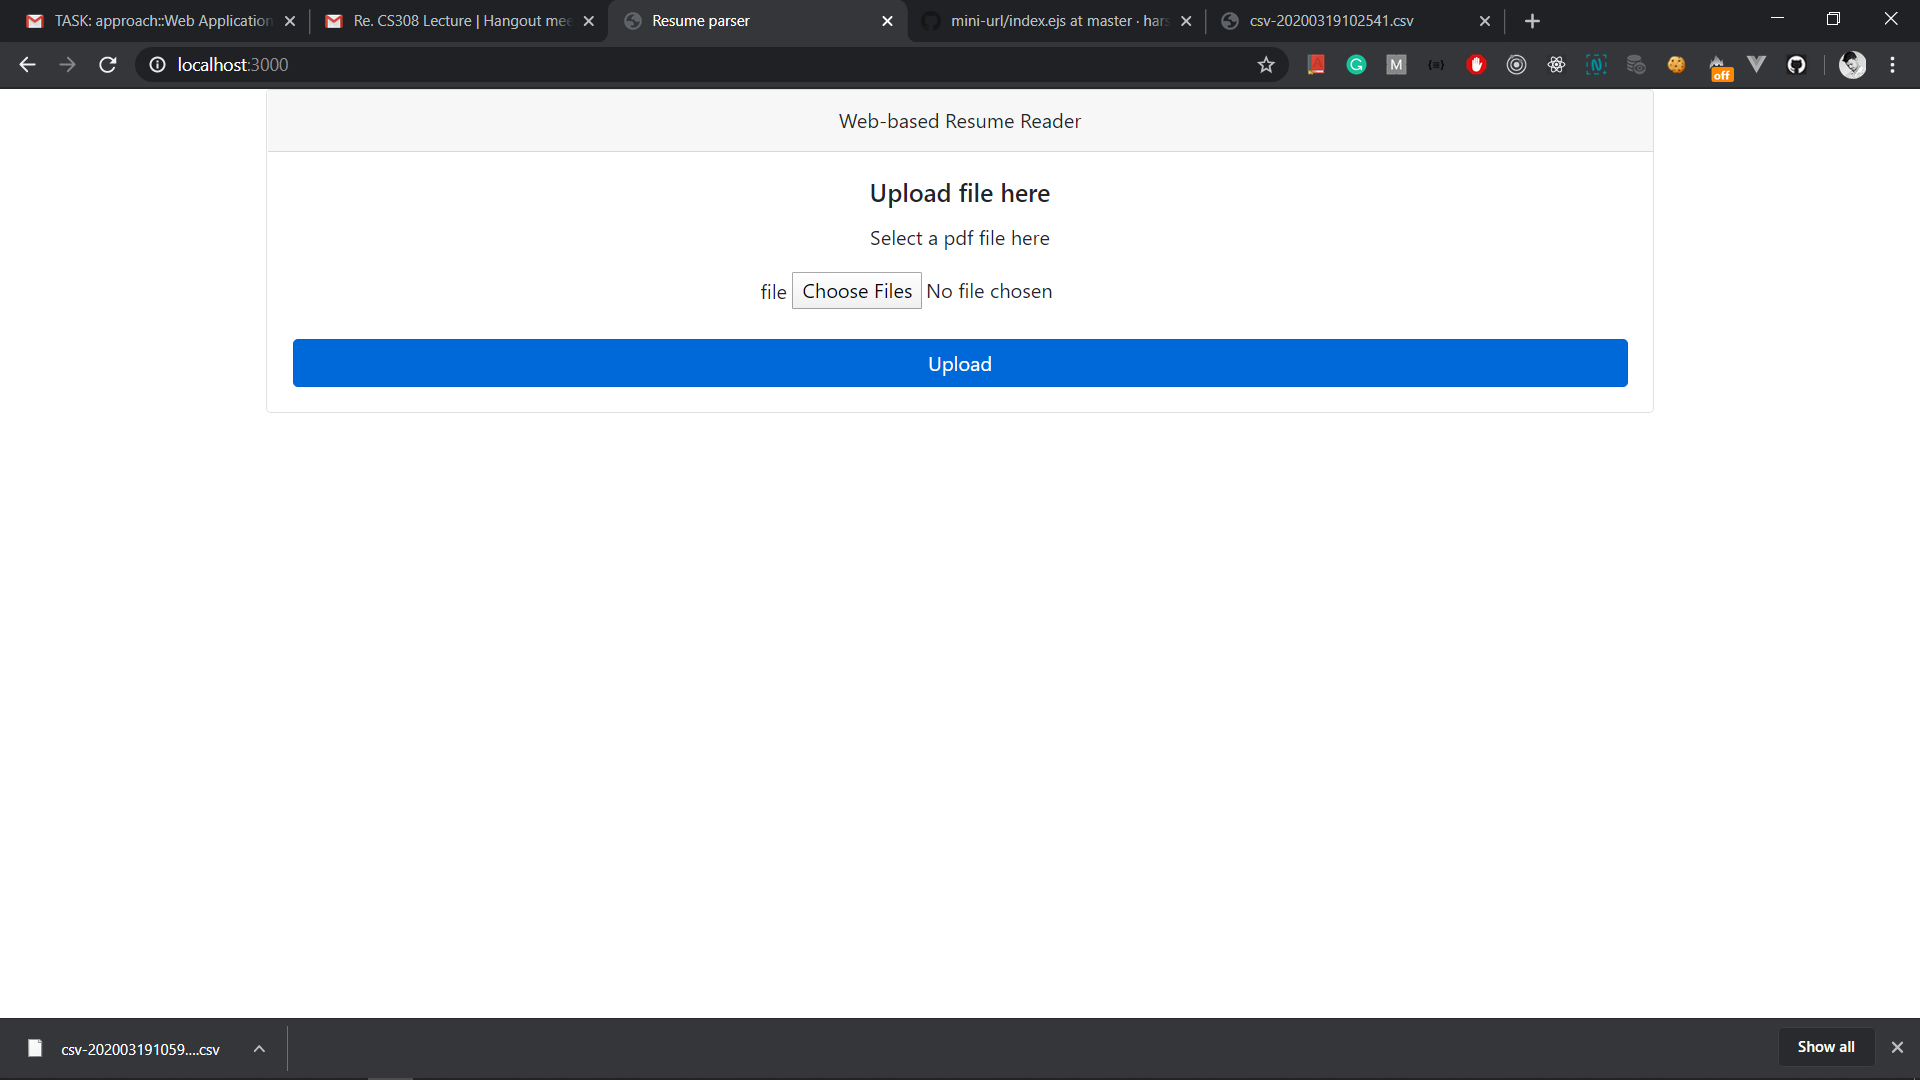 TASK: approach::Web Application
Re. CS308 Lecture | Hangout mee
Resume parser
mini-url/index.ejs at master · hars
csv-20200319102541.csv
localhost:3000
off
Web-based Resume Reader
Upload file here
Select a pdf file here
file Choose Files No file chosen
Upload
csv-202003191059....csv
Show all